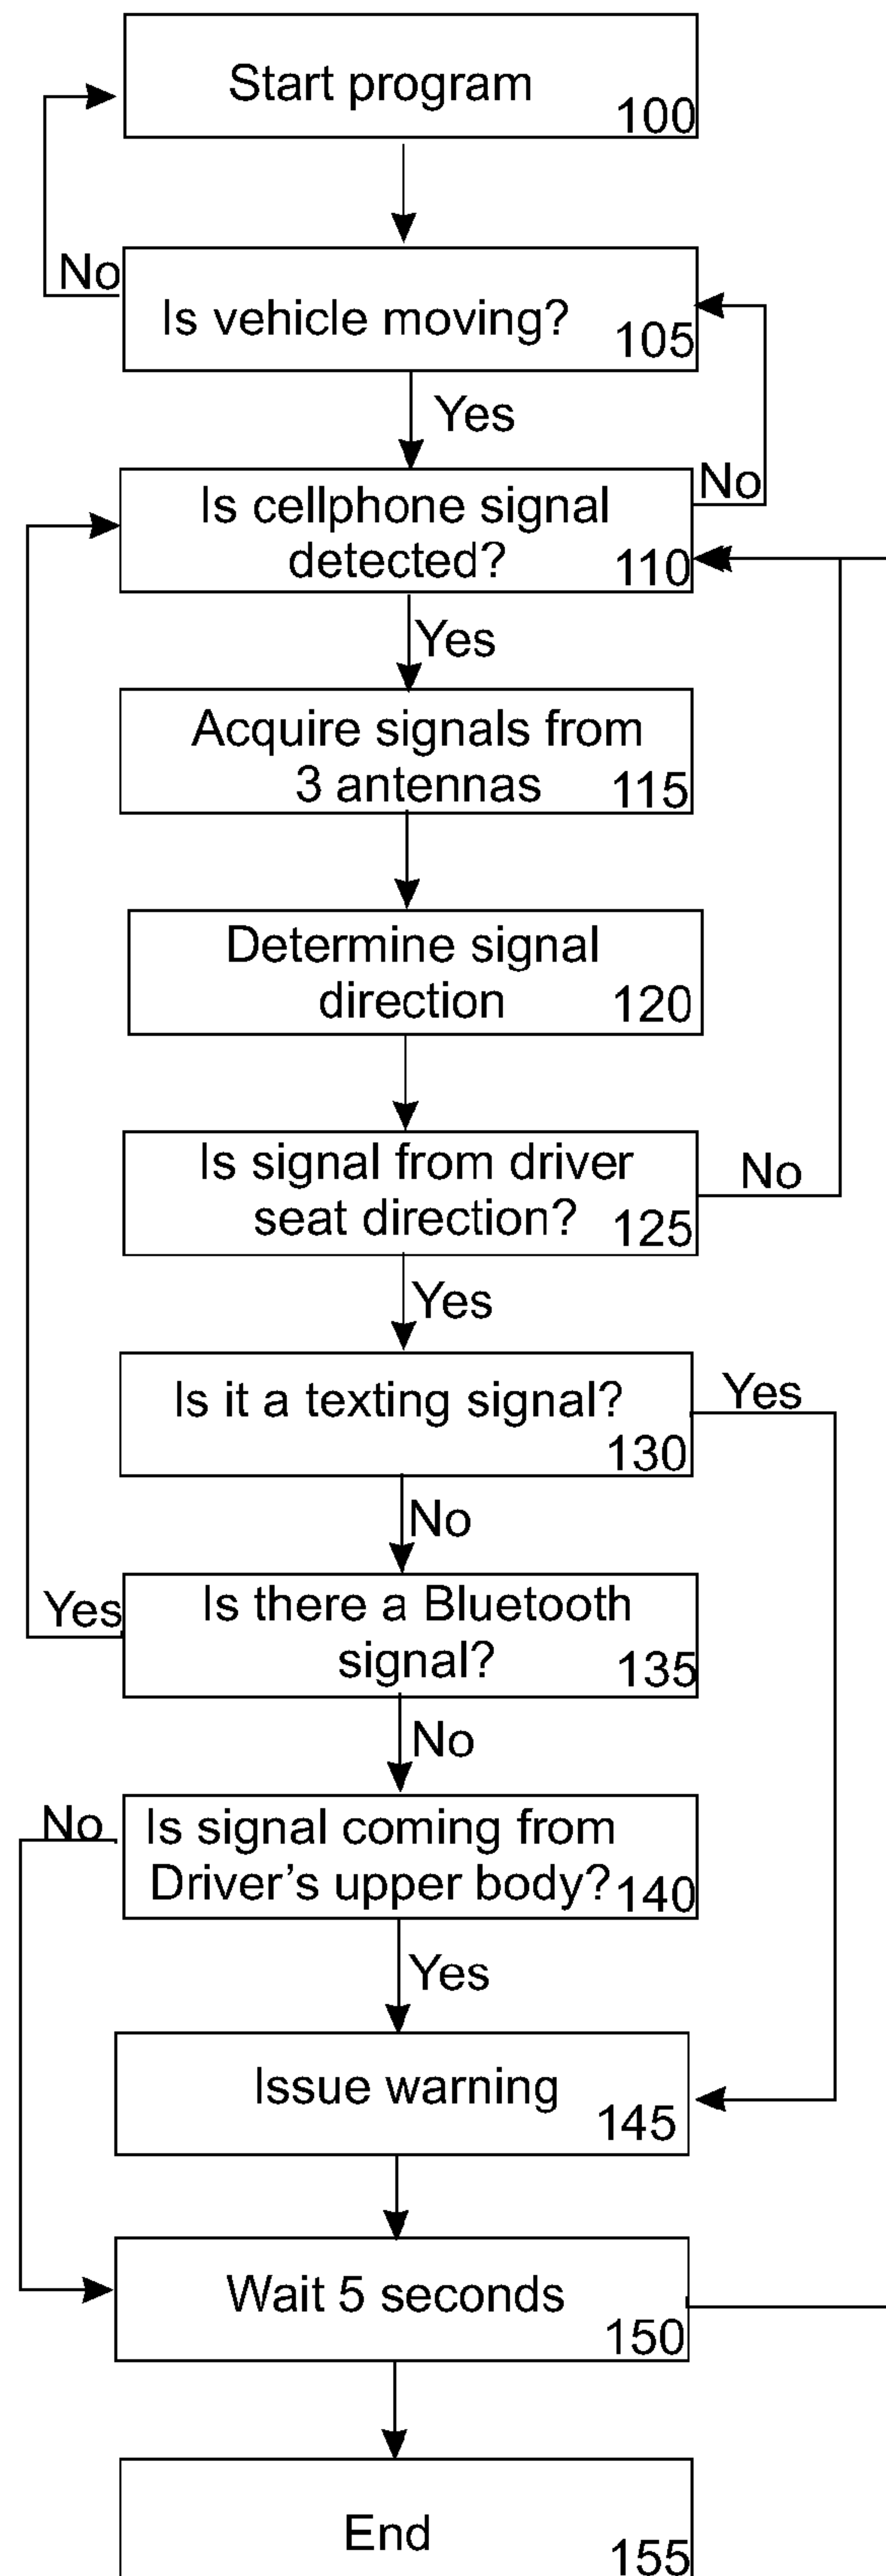 Start program
100
No
Is vehicle moving?
105
Yes
Is cellphone signal
No
detected?
110
Yes
Acquire signals from
3 antennas
115
Determine signal
direction
120
Is signal from driver
No
seat direction?
125
Yes
Is it a texting signal?
Yes
130
No
Yes
Is there a Bluetooth
signal?
135
No
No
Is signal coming from
Driver's upper body?
140
Yes
Issue warning
145
Wait 5 seconds
150
End
155